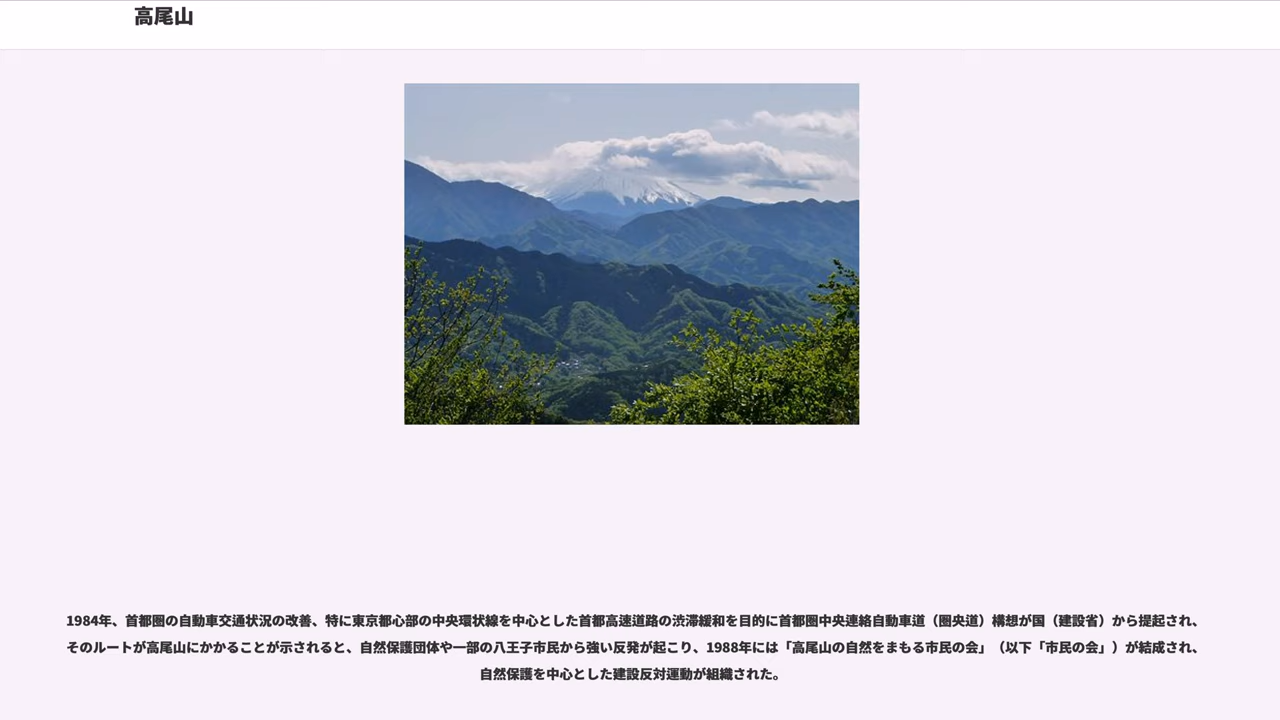 高尾山
1984年、首都圏の自動車交通状況の改善、特に東京都心部の中央環状線を中心とした首都高速道路の渋滞緩和を目的に首都圏中央連絡自動車道（圏央道）構想が国（建設省）から提起され、
そのルートが高尾山にかかることが示されると、自然保護団体や一部の八王子市民から強い反発が起こり、1988年には「高尾山の自然をまもる市民の会」（以下「市民の会」）が結成され、
自然保護を中心とした建設反対運動が組織された。